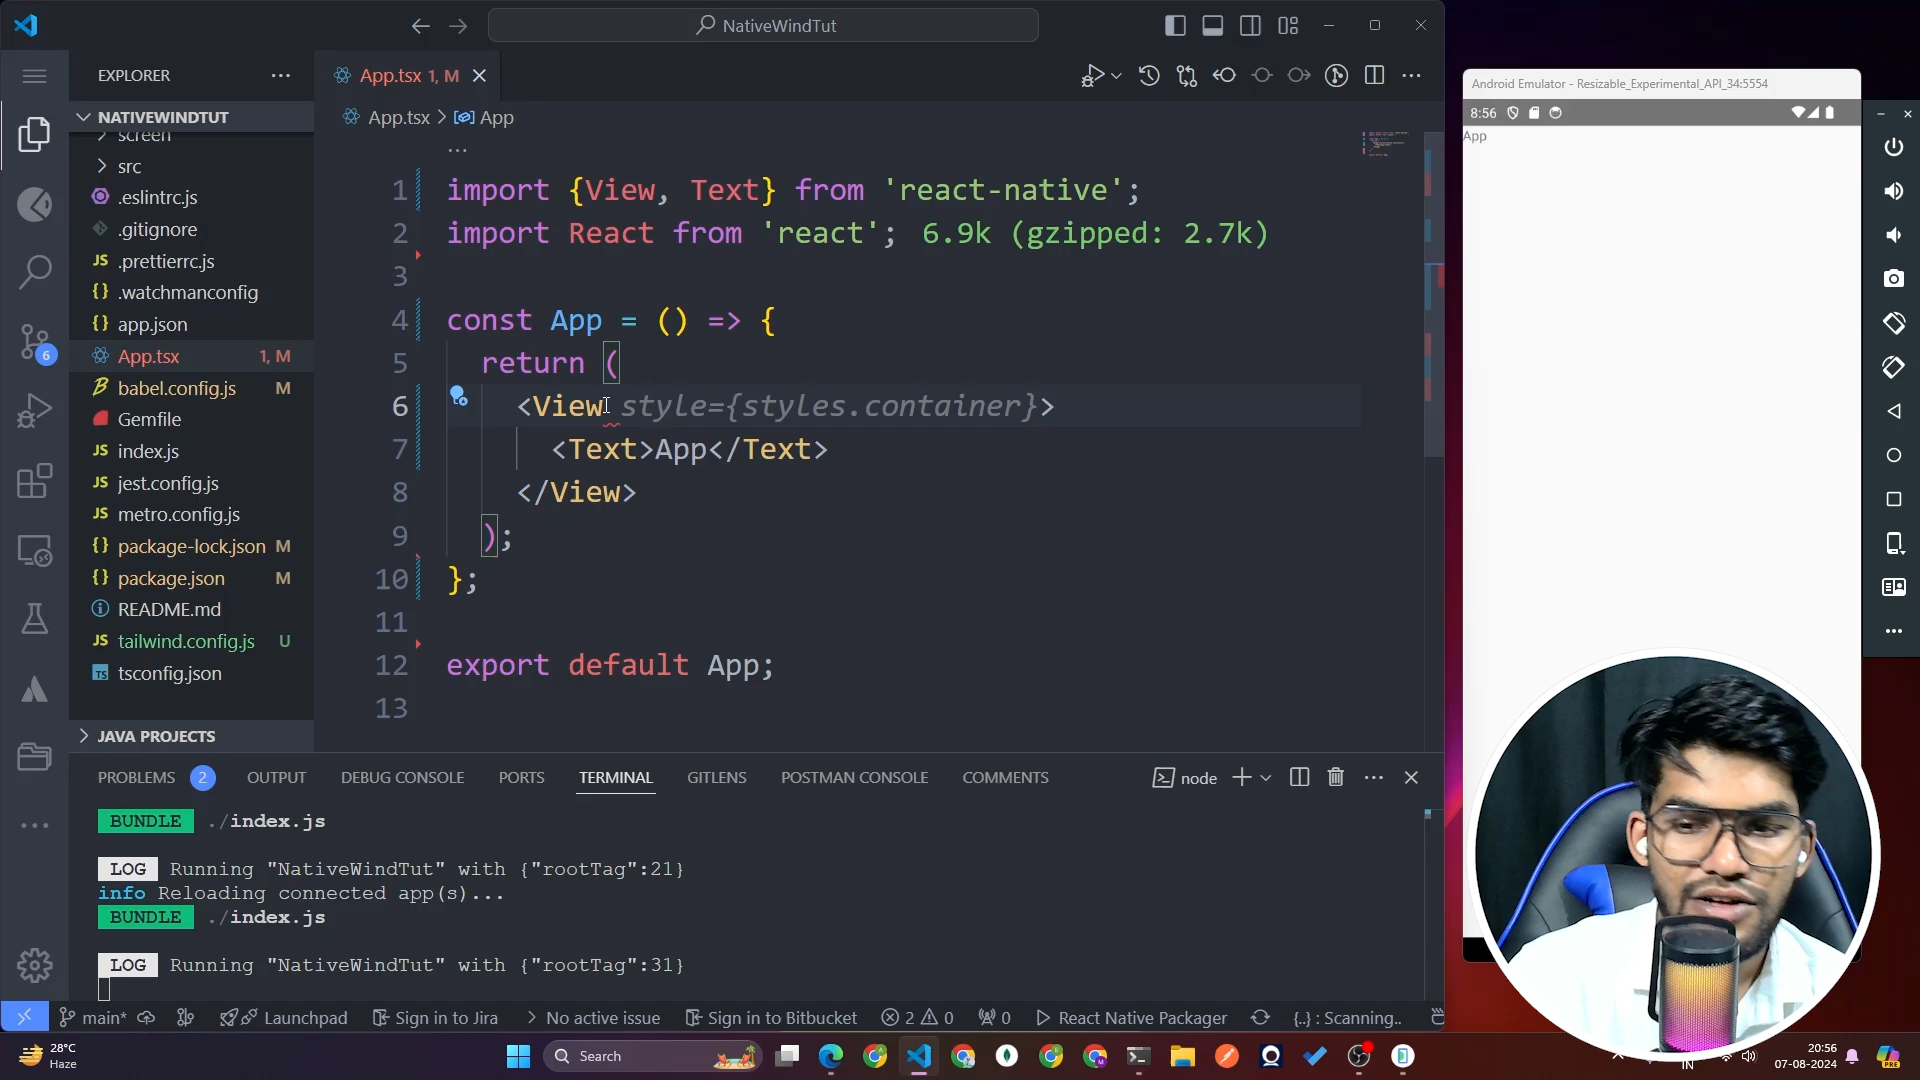 NativeWindTut
EXPLORER
NATIVEWINDTUT
screen
src
.eslintrc.js
.gitignore
.prettierrc.js
.watchmanconfig
app.json
App.tsx 1, M
babel.config.js M
Gemfile
index.js
jest.config.js
metro.config.js
package-lock.json M
package.json M
README.md
tailwind.config.js U
tsconfig.json
JAVA PROJECTS
App.tsx 1, M
App.tsx > App
...
1 import {View, Text} from 'react-native';
2 import React from 'react'; 6.9k (gzipped: 2.7k)
3
4 const App = () => {
5 return (
6 <View style={styles.container}>
7 <Text>App</Text>
8 </View>
9 );
10 };
11
12 export default App;
13
PROBLEMS 2 OUTPUT DEBUG CONSOLE PORTS TERMINAL GITLENS POSTMAN CONSOLE COMMENTS node
BUNDLE ./index.js
LOG Running "NativeWindTut" with {"rootTag":21}
info Reloading connected app(s)...
BUNDLE ./index.js
LOG Running "NativeWindTut" with {"rootTag":31}
6
main* Launchpad Sign in to Jira No active issue Sign in to Bitbucket 2 0 0 React Native Packager {..} : Scanning..
Android Emulator - Resizable_Experimental_API_34:5554
8:56
App
28°C
Haze
Search
IN
20:56
07-08-2024
PRE